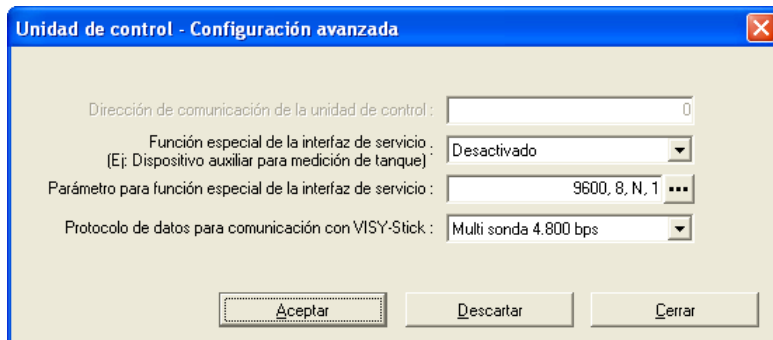 Unidad de control - Configuración avanzada
Dirección de comunicación de la unidad de control : 0
Función especial de la interfaz de servicio .
(Ej: Dispositivo auxiliar para medición de tanque) : Desactivado
Parámetro para función especial de la interfaz de servicio : 9600, 8, N, 1 ...
Protocolo de datos para comunicación con VISY-Stick : Multi sonda 4.800 bps
Aceptar Descartar Cerrar